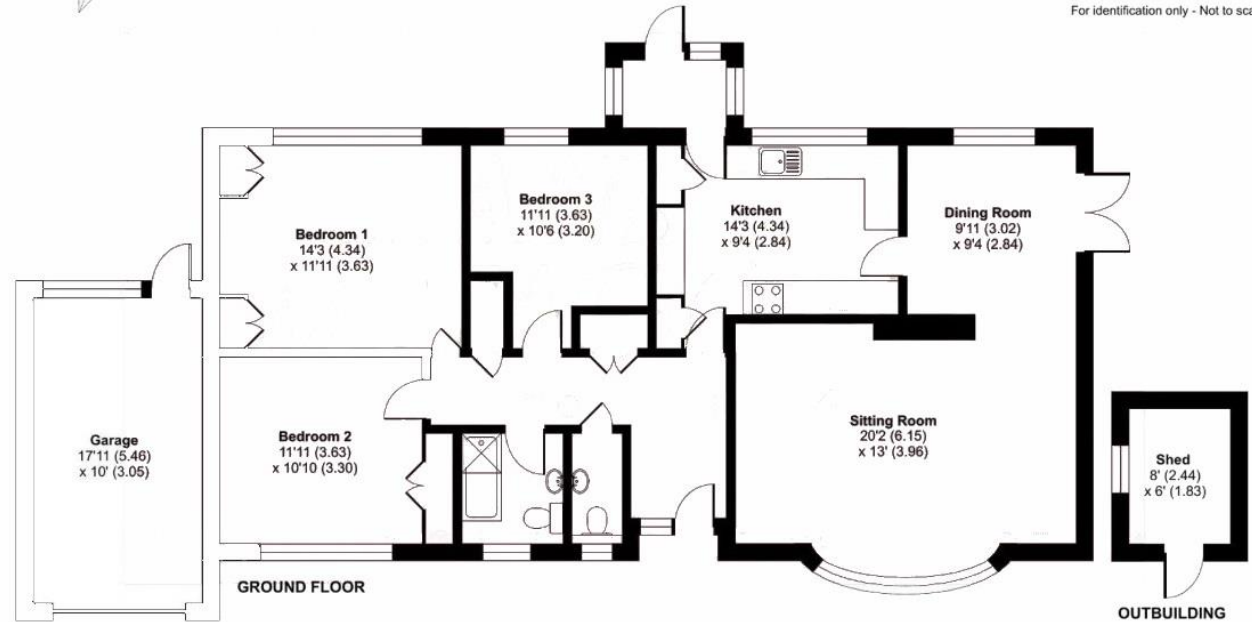 For identification only - Not to sca
Bedroom 1
14'3 (4.34)
x 11'11 (3.63)
Bedroom 3
11'11 (3.63)
x 10'6 (3.20)
Kitchen
14'3 (4.34)
x 9'4 (2.84)
Dining Room
9'11 (3.02)
x 9'4 (2.84)
Garage
17'11 (5.46)
x 10' (3.05)
Bedroom 2
11'11 (3.63)
x 10'10 (3.30)
Sitting Room
20'2 (6.15)
x 13' (3.96)
Shed
8' (2.44)
x 6' (1.83)
GROUND FLOOR
OUTBUILDING